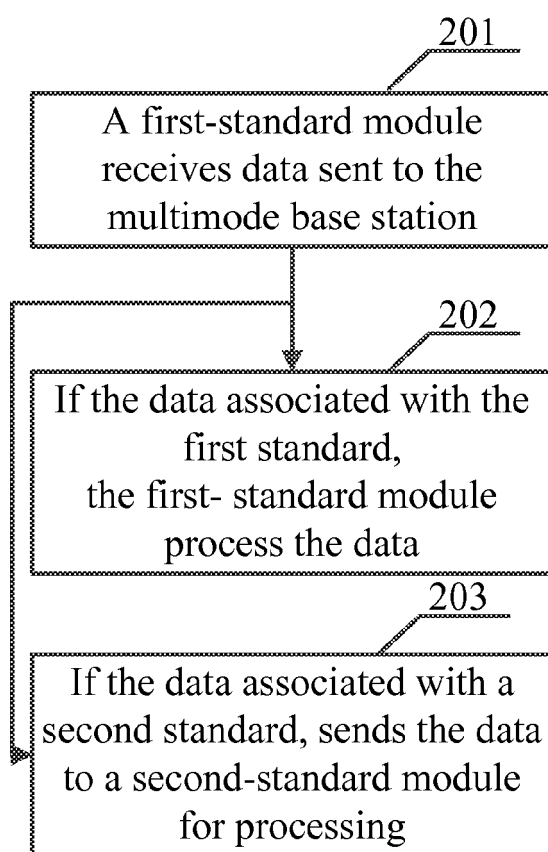 201
A first-standard module
receives data sent to the
multimode base station
202
If the data associated with the
first standard,
the first- standard module
process the data
203
If the data associated with a
second standard, sends the data
to a second-standard module
for processing